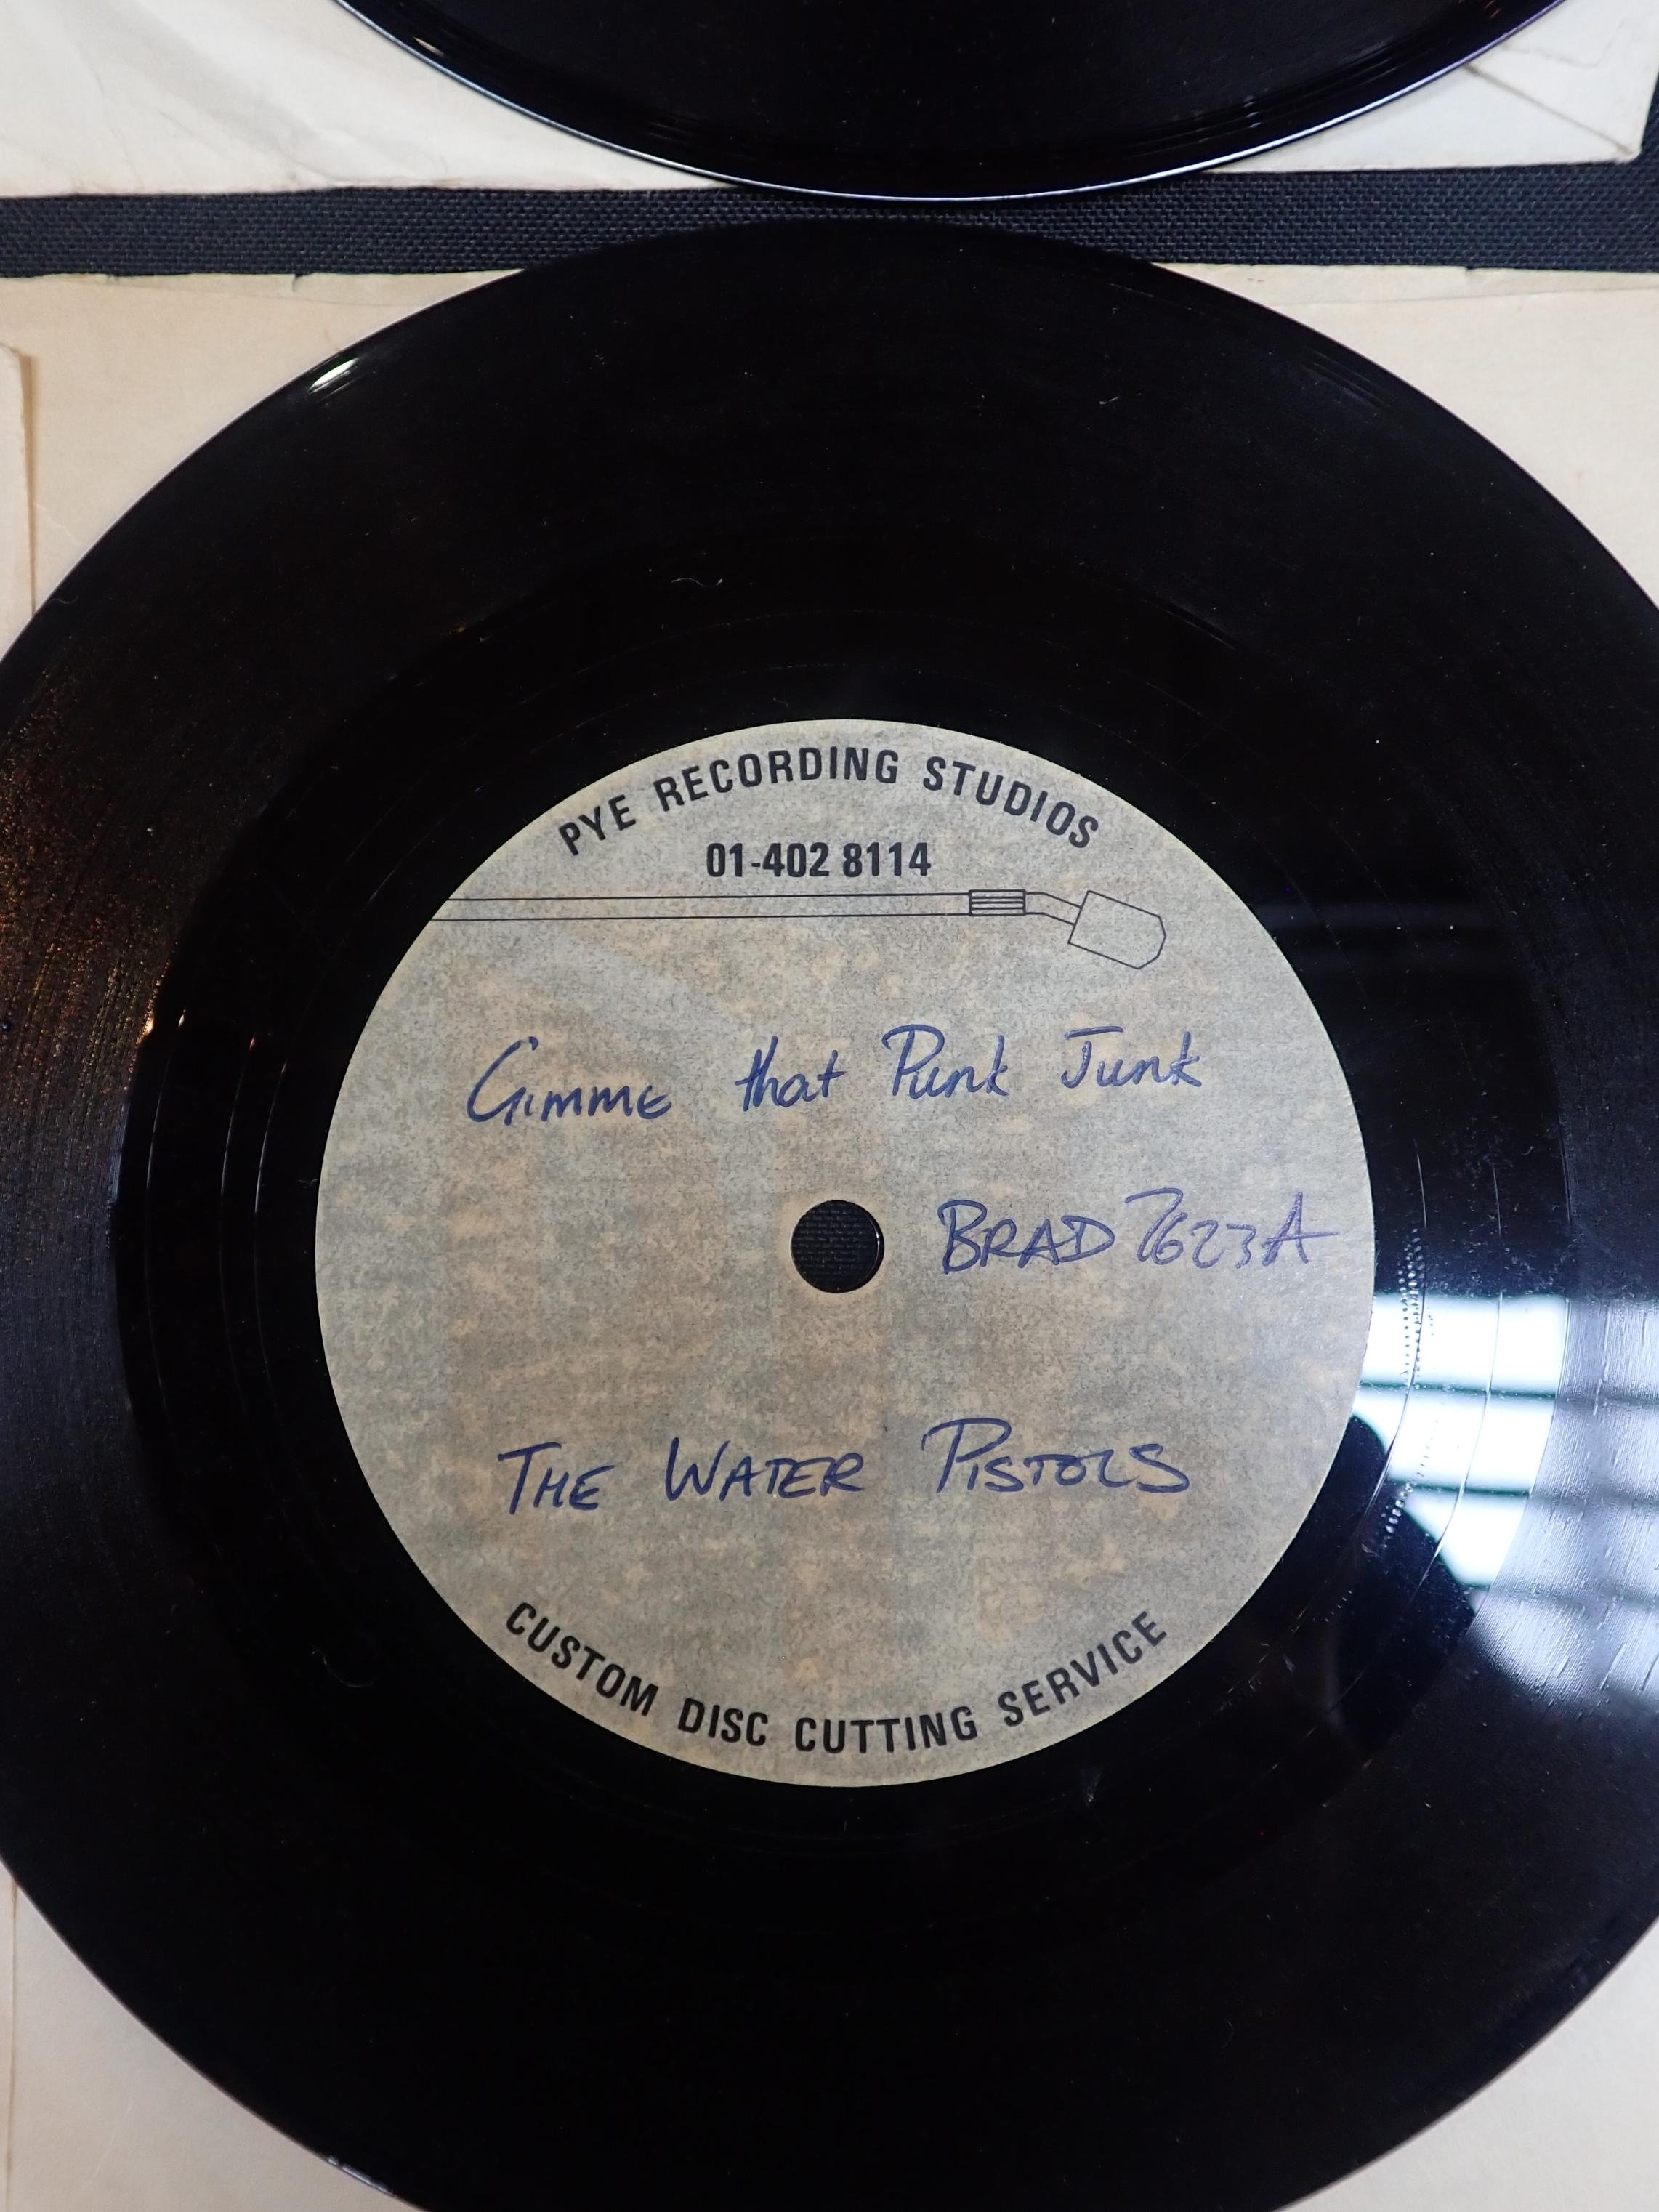 PYE RECORDING STUDIOS
01-402 8114
Gimme that Punk Junk
BRAD 7623A
THE WATER PISTOLS
CUSTOM DISC CUTTING SERVICE